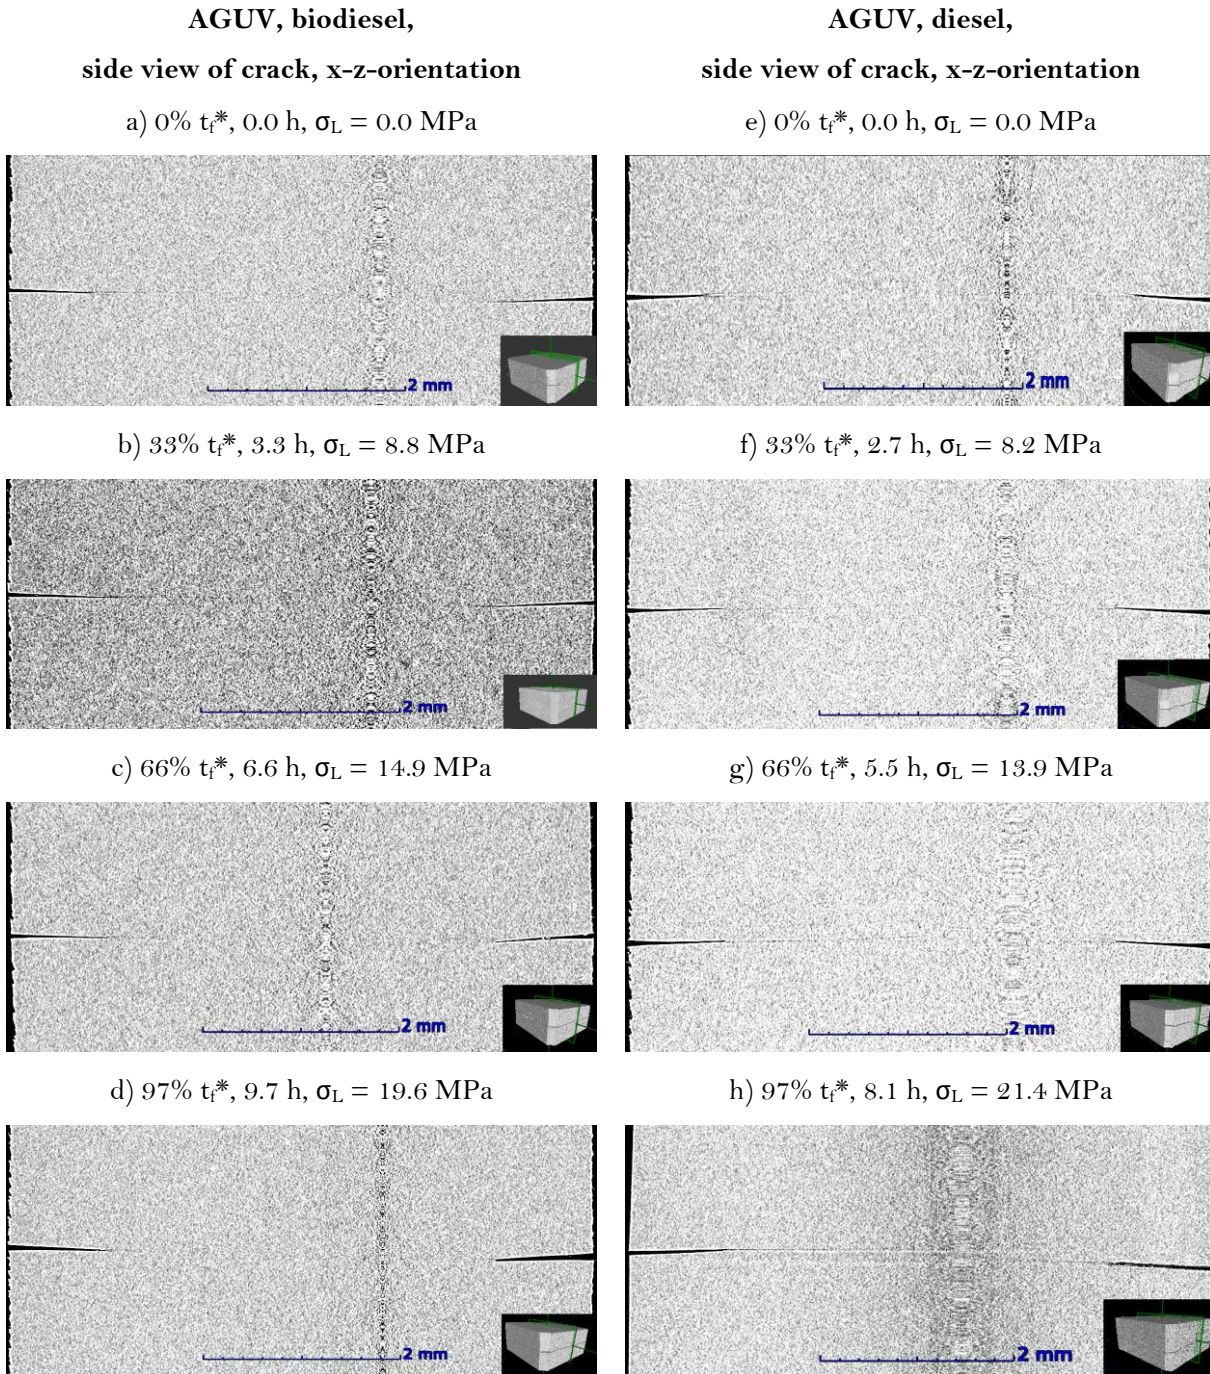 AGUV, biodiesel,
side view of crack, x-z-orientation
a) 0% tf*, 0.0 h, σL = 0.0 MPa
2 mm
b) 33% tf*, 3.3 h, σL = 8.8 MPa
2 mm
c) 66% tf*, 6.6 h, σL = 14.9 MPa
2 mm
d) 97% tf*, 9.7 h, σL = 19.6 MPa
2 mm
AGUV, diesel,
side view of crack, x-z-orientation
e) 0% tf*, 0.0 h, σL = 0.0 MPa
2 mm
f) 33% tf*, 2.7 h, σL = 8.2 MPa
2 mm
g) 66% tf*, 5.5 h, σL = 13.9 MPa
2 mm
h) 97% tf*, 8.1 h, σL = 21.4 MPa
2 mm